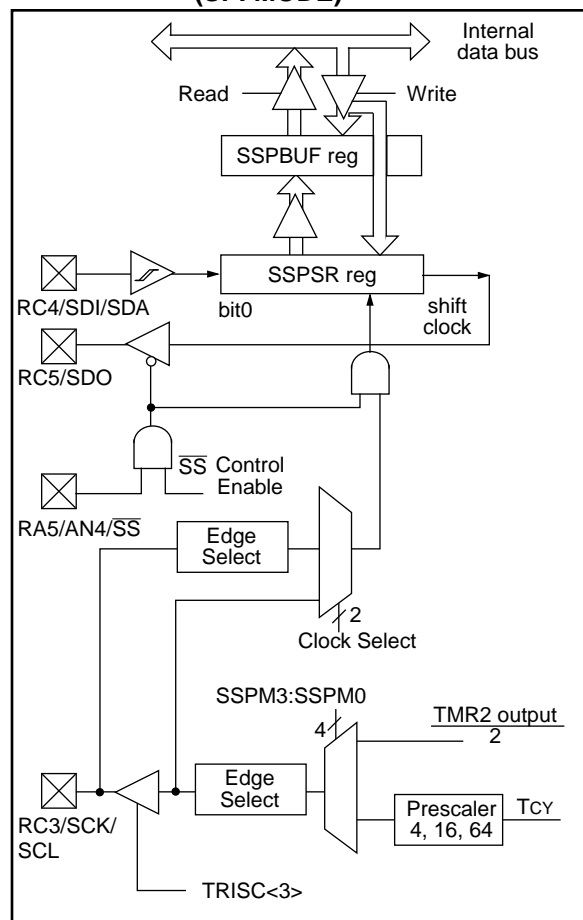 Internal
data bus
Read
Write
SSPBUF reg
SSPSR reg
RC4/SDI/SDA
bit0
shift
clock
RC5/SDO
SS Control
Enable
RA5/AN4/SS
Edge
Select
2
Clock Select
SSPM3:SSPM0
TMR2 output
4
2
Edge
Select
Prescaler
4, 16, 64
TCY
RC3/SCK/
SCL
TRISC<3>